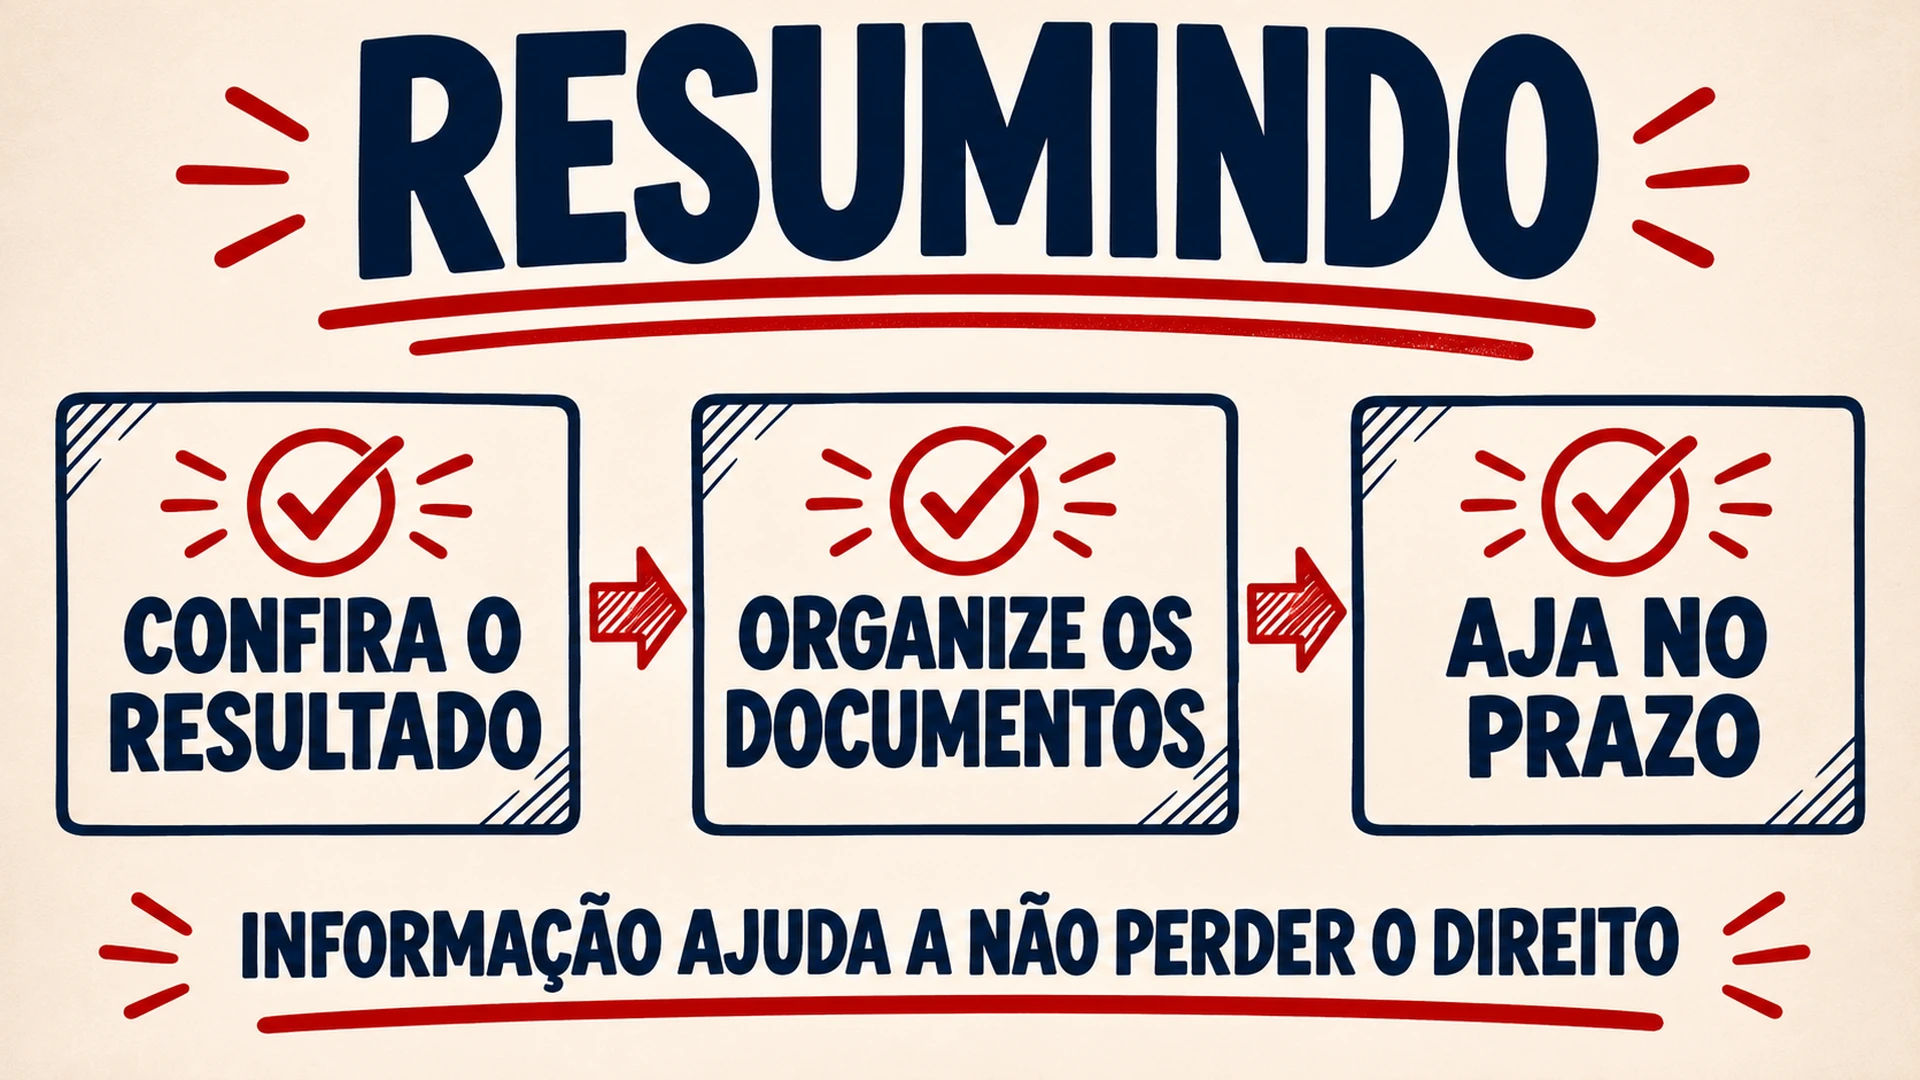 RESUMINDO
CONFIRA O
RESULTADO
ORGANIZE OS
DOCUMENTOS
AJA NO
PRAZO
INFORMAÇÃO AJUDA A NÃO PERDER O DIREITO